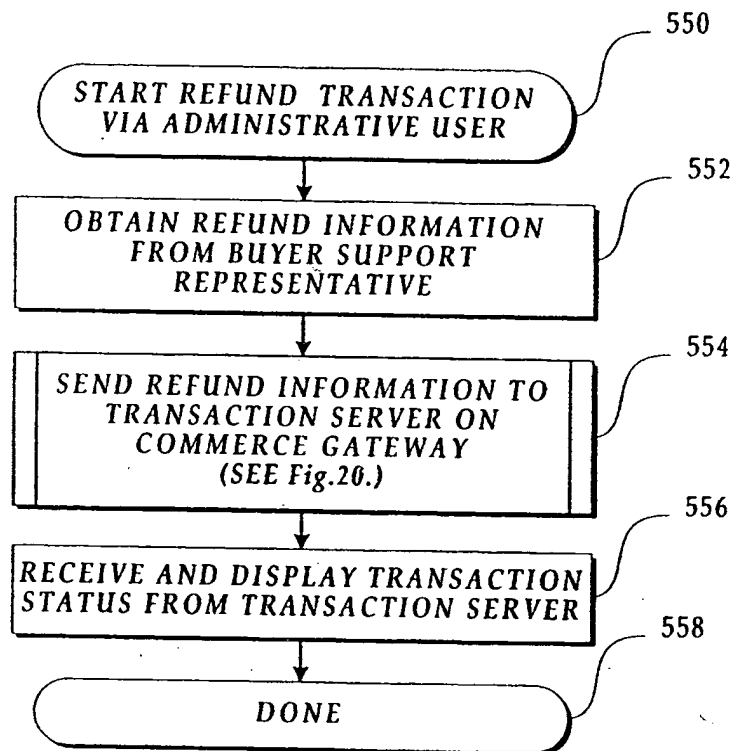 550
START REFUND TRANSACTION
VIA ADMINISTRATIVE USER
552
OBTAIN REFUND INFORMATION
FROM BUYER SUPPORT
REPRESENTATIVE
554
SEND REFUND INFORMATION TO
TRANSACTION SERVER ON
COMMERCE GATEWAY
(SEE Fig.20.)
556
RECEIVE AND DISPLAY TRANSACTION
STATUS FROM TRANSACTION SERVER
558
DONE